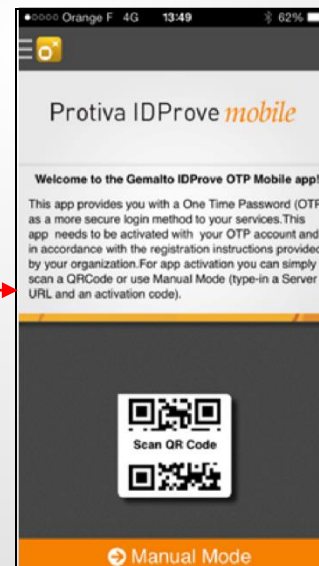 Orange F 4G 13:49 62%
Protiva IDProve mobile
Welcome to the Gemalto IDProve OTP Mobile app!
This app provides you with a One Time Password (OTP
as a more secure login method to your services.This
app needs to be activated with your OTP account and
in accordance with the registration instructions provided
by your organization.For app activation you can simply
scan a QRCode or use Manual Mode (type-in a Server
URL and an activation code).
Scan QR Code
Manual Mode